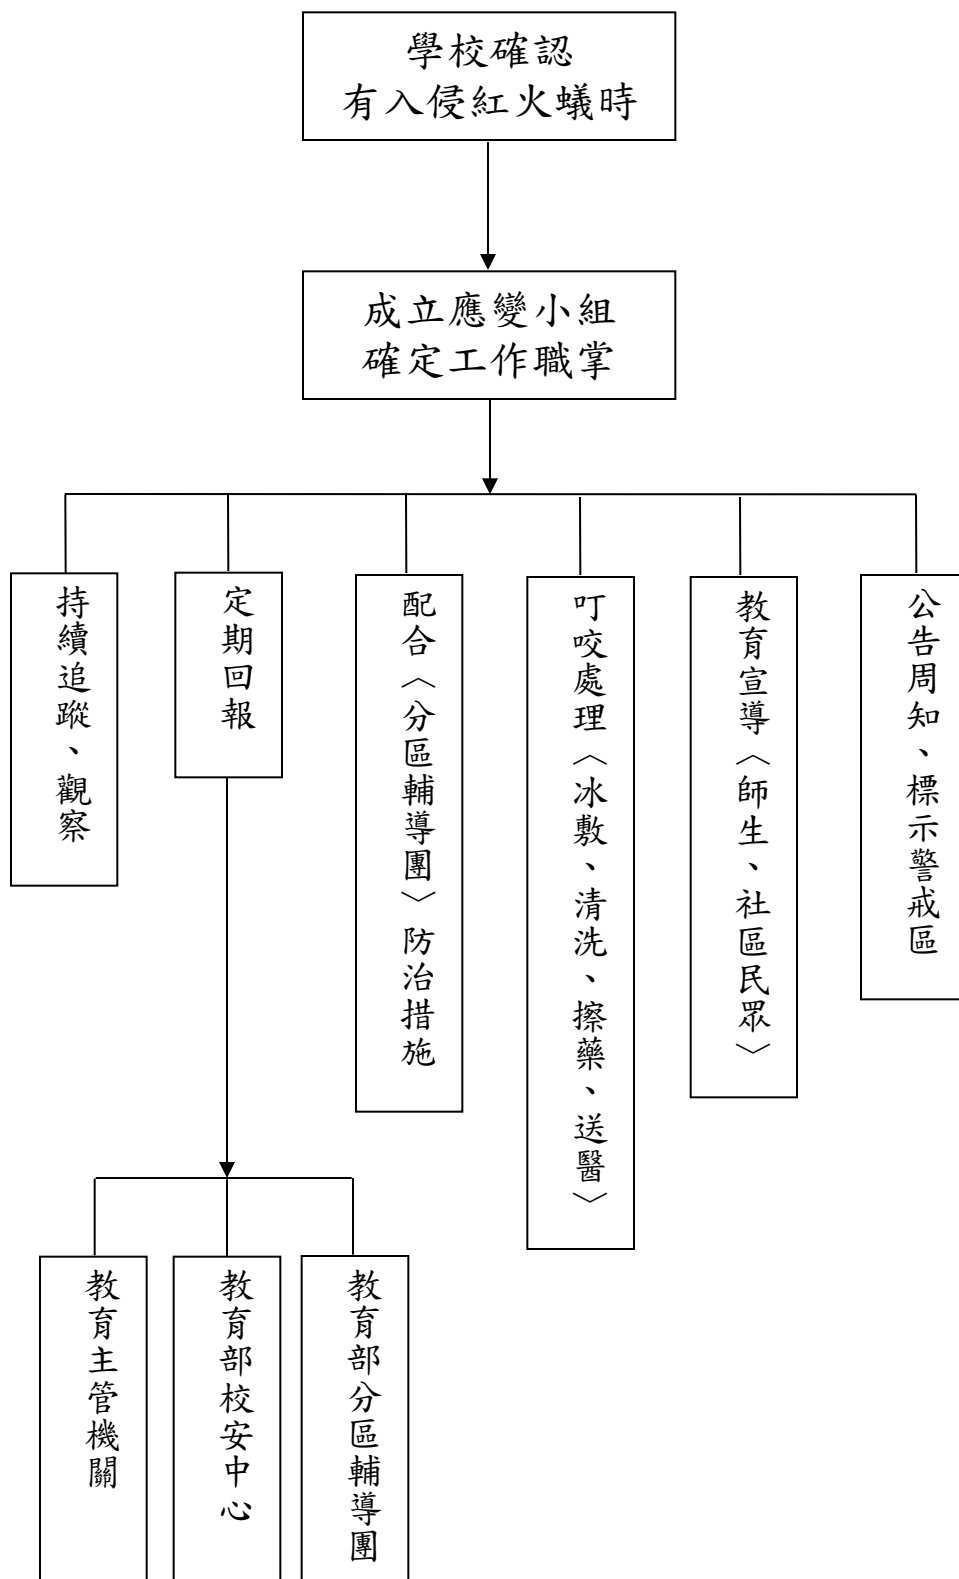 學校確認
有入侵紅火蟻時
成立應變小組
確定工作職掌
持續追蹤、觀察
定期回報
配合〈分區輔導團〉防治措施
叮咬處理〈冰敷、清洗、擦藥、送醫〉
教育宣導〈師生、社區民眾〉
公告周知、標示警戒區
教育主管機關
教育部校安中心
教育部分區輔導團